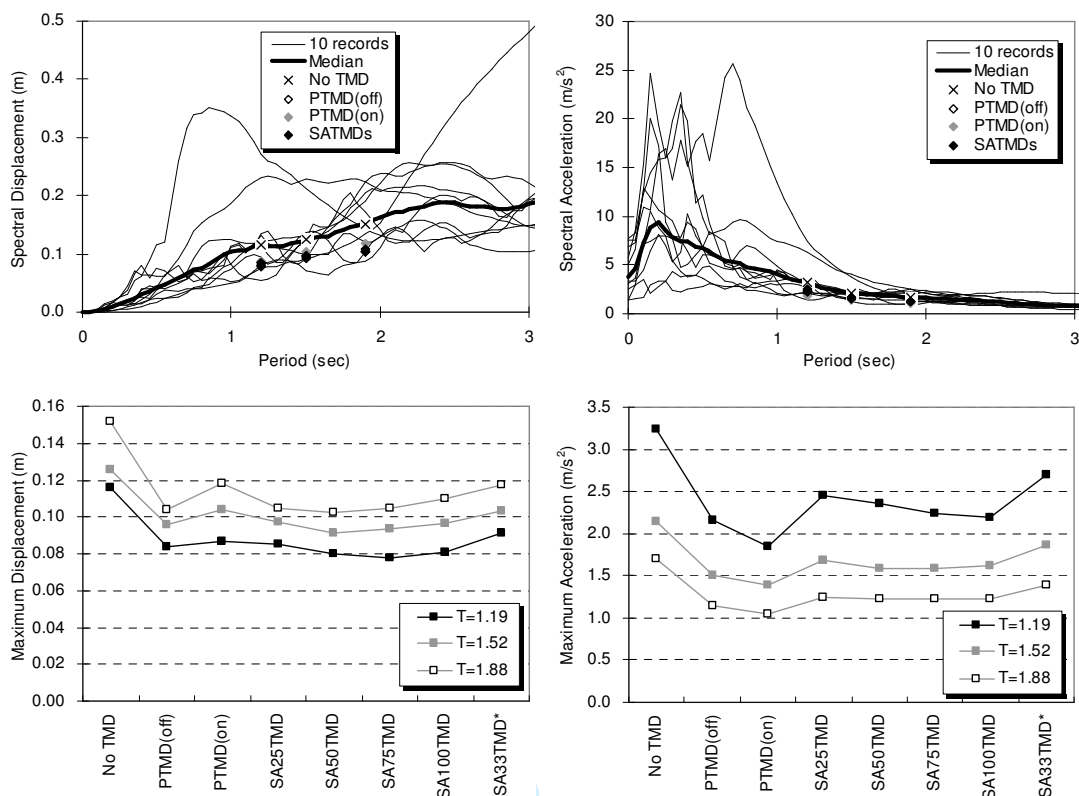 0.5
0.4
0.3
0.2
0.1
0.0
Spectral Displacement (m)
0 1 2 3
Period (sec)
10 records
Median
No TMD
PTMD(off)
PTMD(on)
SATMDs
30
25
20
15
10
5
0
Spectral Acceleration (m/s²)
0 1 2 3
Period (sec)
10 records
Median
No TMD
PTMD(off)
PTMD(on)
SATMDs
0.16
0.14
0.12
0.10
0.08
0.06
0.04
0.02
0.00
Maximum Displacement (m)
T=1.19
T=1.52
T=1.88
No TMD
PTMD(off)
PTMD(on)
SA25TMD
SA50TMD
SA75TMD
SA100TMD
SA33TMD*
3.5
3.0
2.5
2.0
1.5
1.0
0.5
0.0
Maximum Acceleration (m/s²)
T=1.19
T=1.52
T=1.88
No TMD
PTMD(off)
PTMD(on)
SA25TMD
SA50TMD
SA75TMD
SA100TMD
SA33TMD*